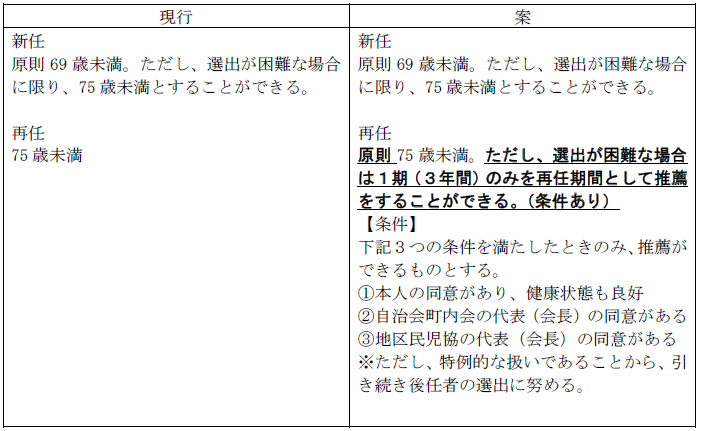 現行
新任
原則 69 歳未満。ただし、選出が困難な場合
に限り、75 歳未満とすることができる。
再任
75 歳未満
案
新任
原則 69 歳未満。ただし、選出が困難な場合
に限り、75 歳未満とすることができる。
再任
原則 75 歳未満。ただし、選出が困難な場合
は１期（３年間）のみを再任期間として推薦
をすることができる。（条件あり）
【条件】
下記３つの条件を満たしたときのみ、推薦が
できるものとする。
①本人の同意があり、健康状態も良好
②自治会町内会の代表（会長）の同意がある
③地区民児協の代表（会長）の同意がある
※ただし、特例的な扱いであることから、引
き続き後任者の選出に努める。